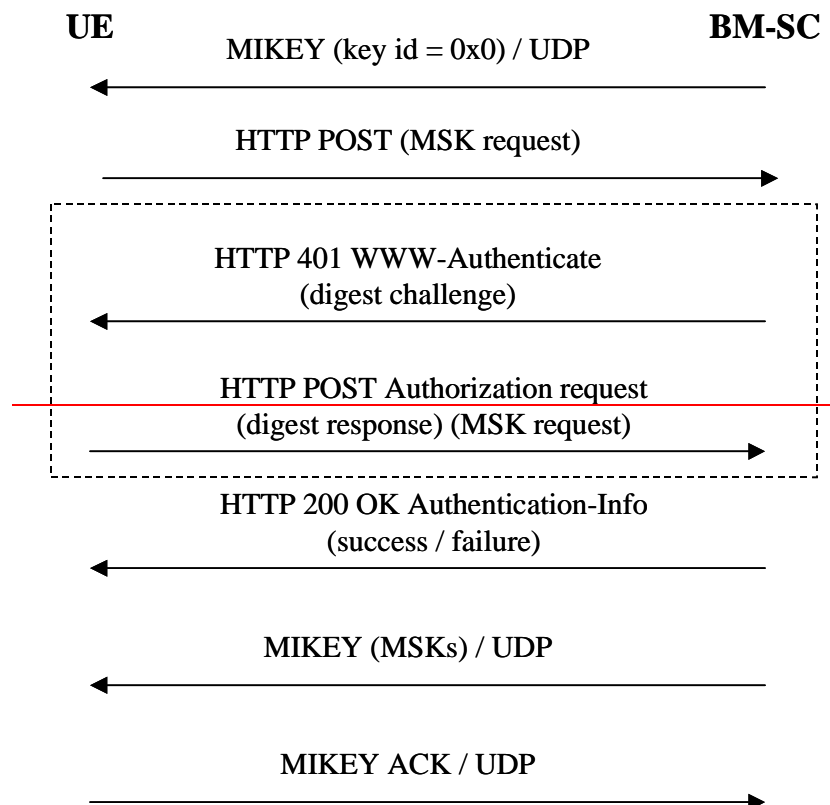 UE
BM-SC
MIKEY (key id = 0x0) / UDP
HTTP POST (MSK request)
HTTP 401 WWW-Authenticate
(digest challenge)
HTTP POST Authorization request
(digest response) (MSK request)
HTTP 200 OK Authentication-Info
(success / failure)
MIKEY (MSKs) / UDP
MIKEY ACK / UDP